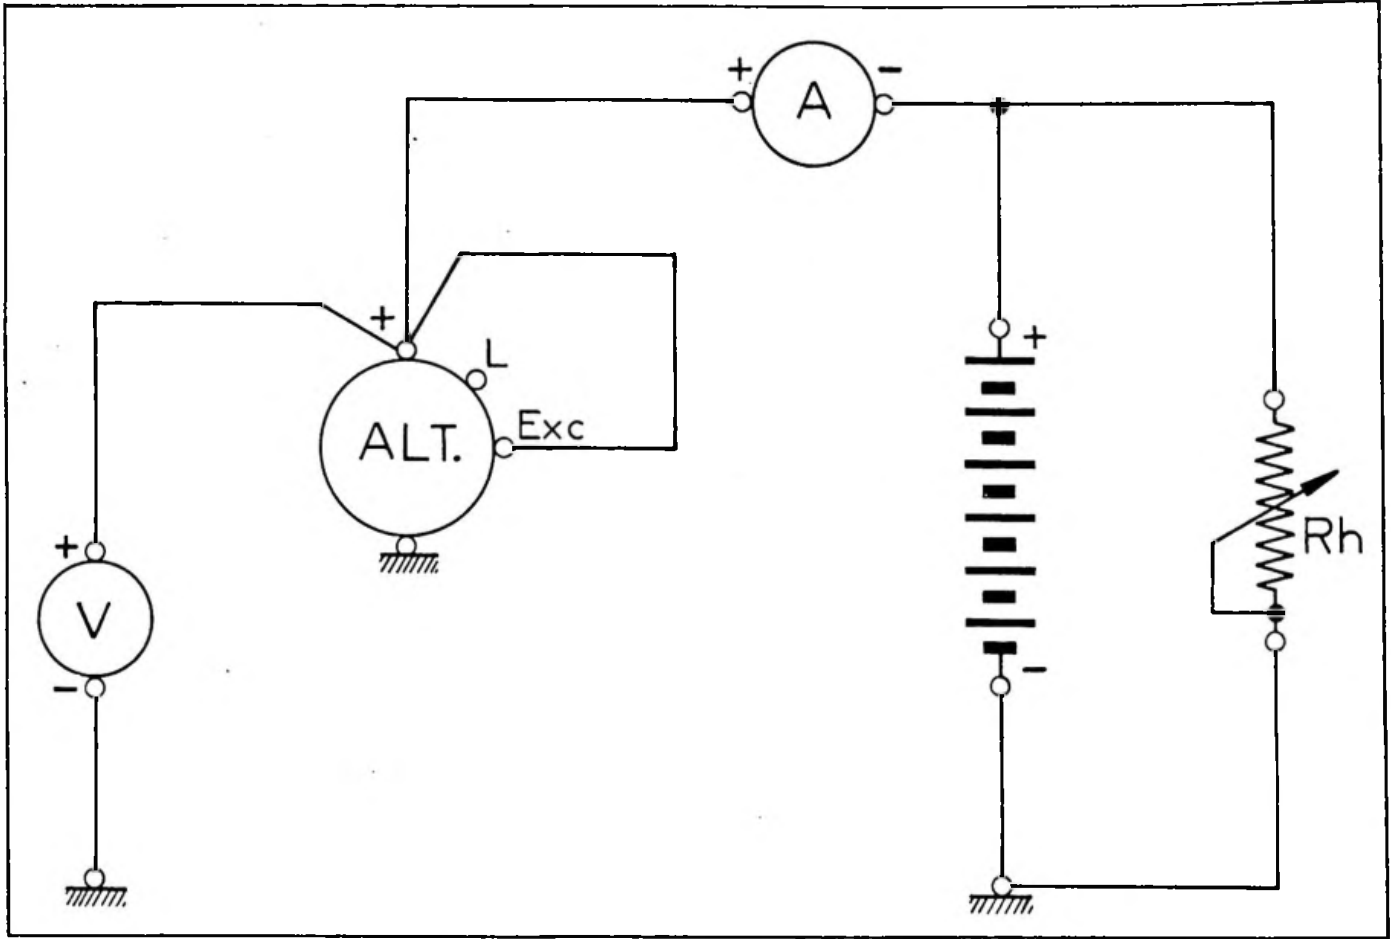 +
A
-
+
L
ALT.
Exc
+
V
-
+
-
Rh